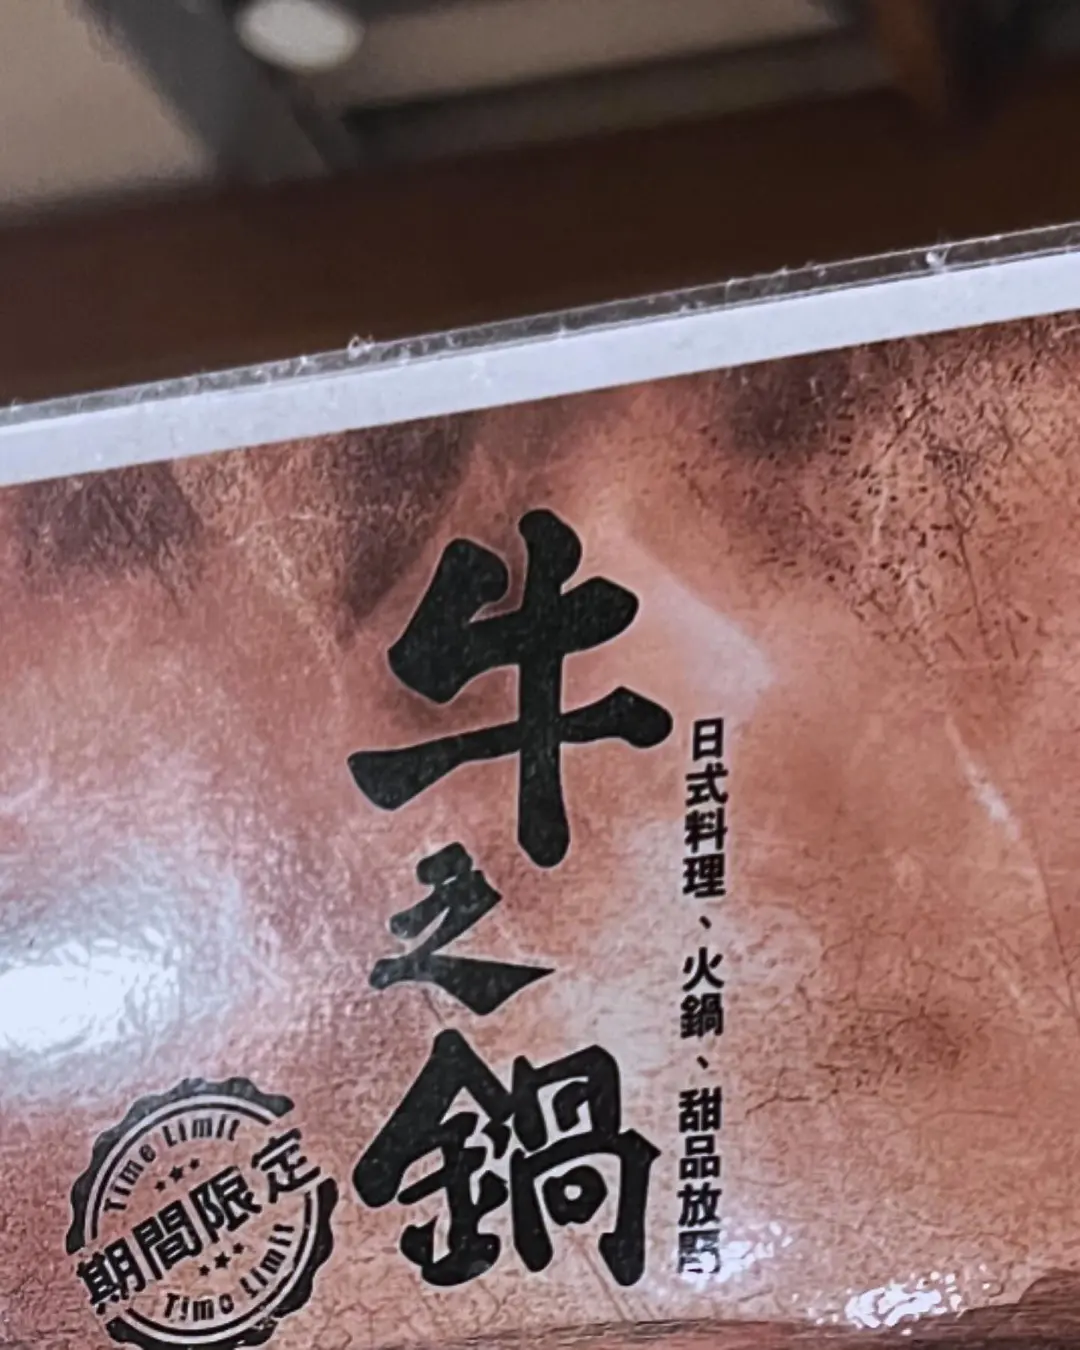 牛之鍋
日式料理、火鍋、甜品放題
Time Limit
期間限定
Time Limit